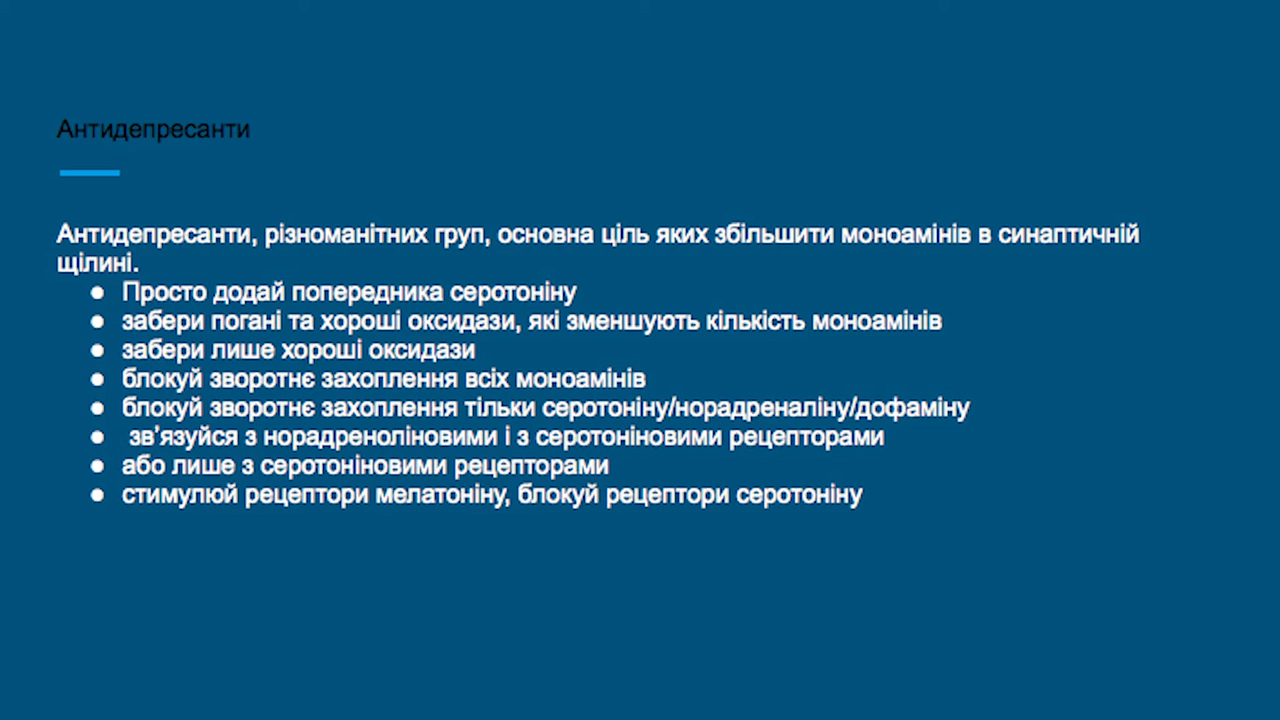 Антидепресанти
Антидепресанти, різноманітних груп, основна ціль яких збільшити моноамінів в синаптичній
щілині.
● Просто додай попередника серотоніну
● забери погані та хороші оксидази, які зменшують кількість моноамінів
● забери лише хороші оксидази
● блокуй зворотнє захоплення всіх моноамінів
● блокуй зворотнє захоплення тільки серотоніну/норадреналіну/дофаміну
● зв’язуйся з норадреноліновими і з серотоніновими рецепторами
● або лише з серотоніновими рецепторами
● стимулюй рецептори мелатоніну, блокуй рецептори серотоніну